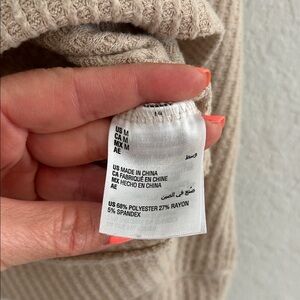 US M
CA M
MX M
AE
وسط
US MADE IN CHINA
CA FABRIQUÉ EN CHINE
MX HECHO EN CHINA
AE
صنع في الصين
US 68% POLYESTER 27% RAYON
5% SPANDEX